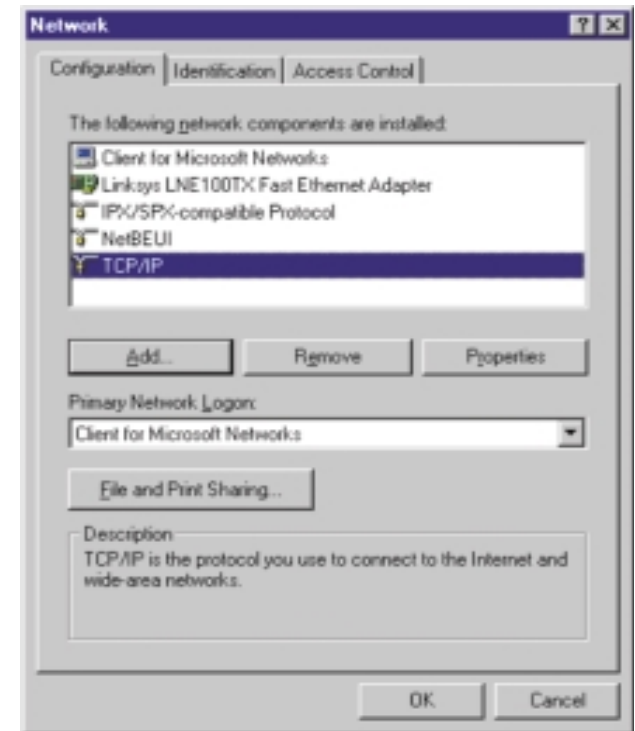 Network
Configuration Identification Access Control
The following network components are installed:
Client for Microsoft Networks
Linksys LNE100TX Fast Ethernet Adapter
IPX/SPX-compatible Protocol
NetBEUI
TCP/IP
Add...
Remove
Properties
Primary Network Logon:
Client for Microsoft Networks
File and Print Sharing...
Description
TCP/IP is the protocol you use to connect to the Internet and
wide-area networks.
OK
Cancel